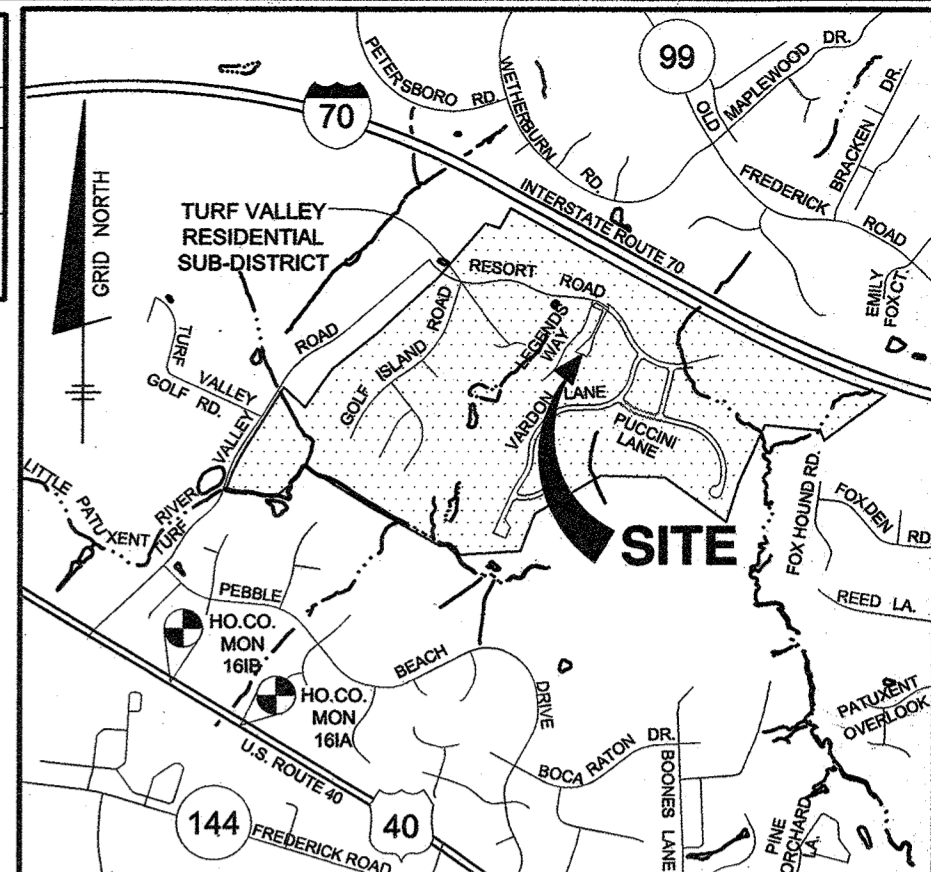 PETERSBORO RD.
WETHERBURN RD.
99
OLD FREDERICK ROAD
MAPLEWOOD DR.
BRACKEN DR.
70
INTERSTATE ROUTE 70
GRID NORTH
TURF VALLEY
RESIDENTIAL
SUB-DISTRICT
RESORT ROAD
EMILY
FOX CT.
TURF VALLEY ROAD
GOLF ISLAND ROAD
LEGENDS
WAY
TURF
VALLEY
GOLF RD.
VARDON LANE
PUCCINI
LANE
SITE
FOX HOUND RD.
FOXDEN RD
REED LA.
LITTLE PATUXENT RIVER
PEBBLE BEACH DRIVE
HO.CO.
MON
16IB
HO.CO.
MON
16IA
U.S. ROUTE 40
BOCA RATON DR.
BOONES LANE
PATUXENT
OVERLOOK
PINE
ORCHARD
LA.
144
FREDERICK ROAD
40